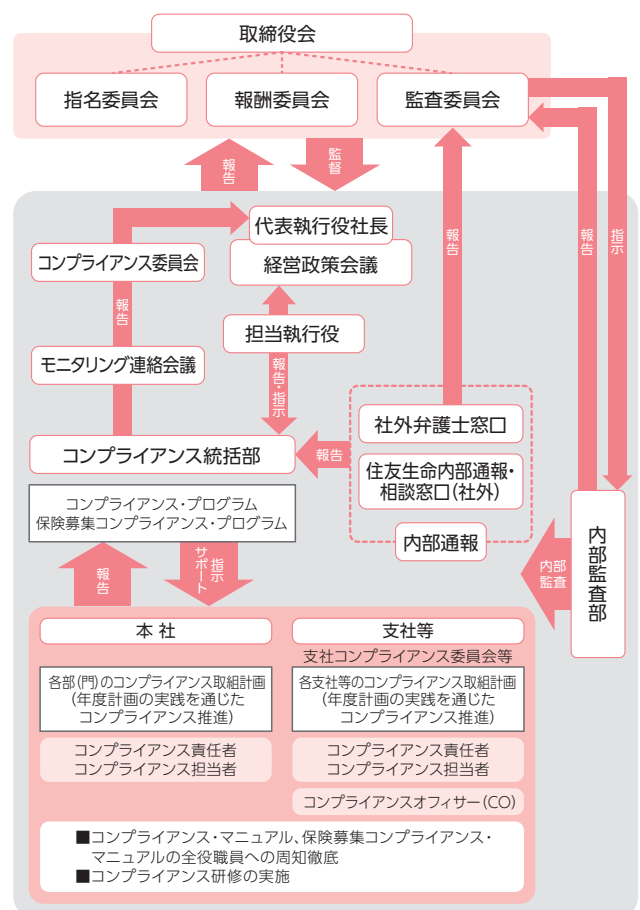 取締役会
指名委員会
報酬委員会
監査委員会
報告
監督
報告
報告
指示
代表執行役社長
経営政策会議
コンプライアンス委員会
報告
モニタリング連絡会議
担当執行役
報告・指示
コンプライアンス統括部
報告
社外弁護士窓口
住友生命内部通報・
相談窓口(社外)
内部通報
コンプライアンス・プログラム
保険募集コンプライアンス・プログラム
内部
監査
内部監査部
報告
指示
サポート
本社
各部(門)のコンプライアンス取組計画
(年度計画の実践を通じた
コンプライアンス推進)
コンプライアンス責任者
コンプライアンス担当者
支社等
支社コンプライアンス委員会等
各支社等のコンプライアンス取組計画
(年度計画の実践を通じた
コンプライアンス推進)
コンプライアンス責任者
コンプライアンス担当者
コンプライアンスオフィサー(CO)
■コンプライアンス・マニュアル、保険募集コンプライアンス・
マニュアルの全役職員への周知徹底
■コンプライアンス研修の実施